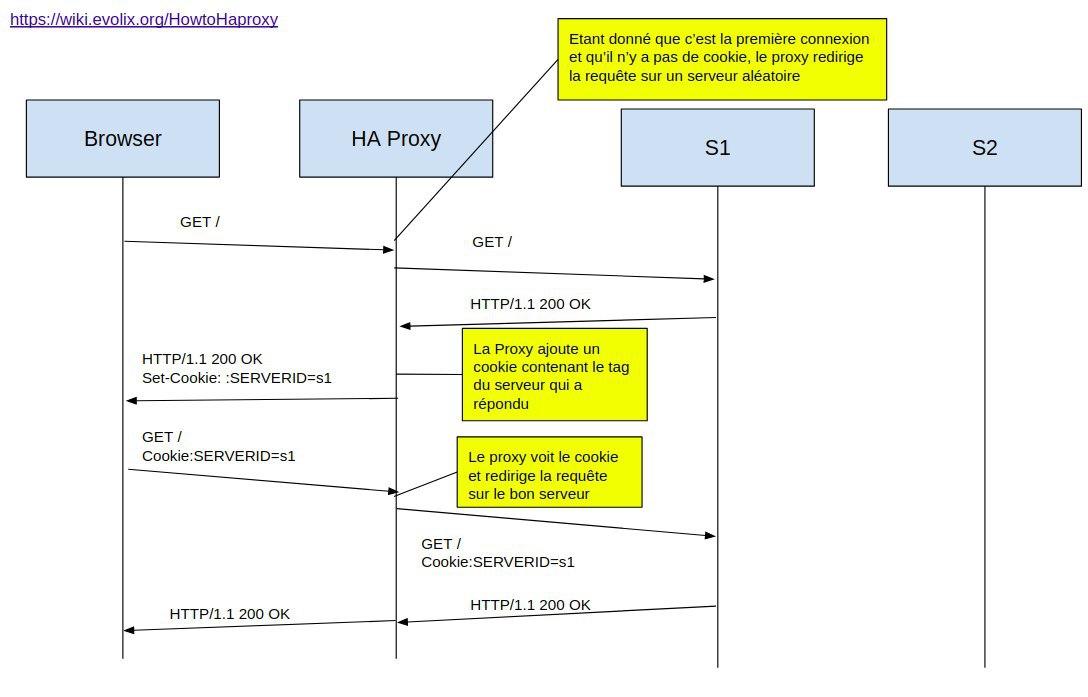 https://wiki.evolix.org/HowtoHaproxy
Etant donné que c’est la première connexion
et qu’il n’y a pas de cookie, le proxy redirige
la requête sur un serveur aléatoire
Browser
HA Proxy
S1
S2
GET /
GET /
HTTP/1.1 200 OK
La Proxy ajoute un
cookie contenant le tag
du serveur qui a
répondu
HTTP/1.1 200 OK
Set-Cookie: :SERVERID=s1
GET /
Cookie:SERVERID=s1
Le proxy voit le cookie
et redirige la requête
sur le bon serveur
GET /
Cookie:SERVERID=s1
HTTP/1.1 200 OK
HTTP/1.1 200 OK